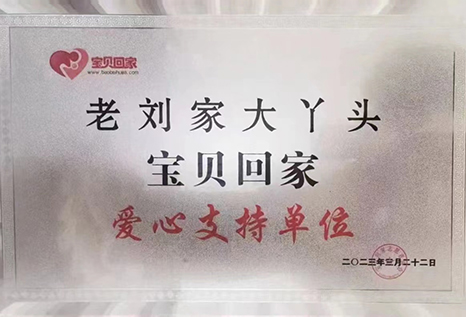 宝贝回家
老刘家大丫头
宝贝回家
爱心支持单位
二〇二三年三月二十二日